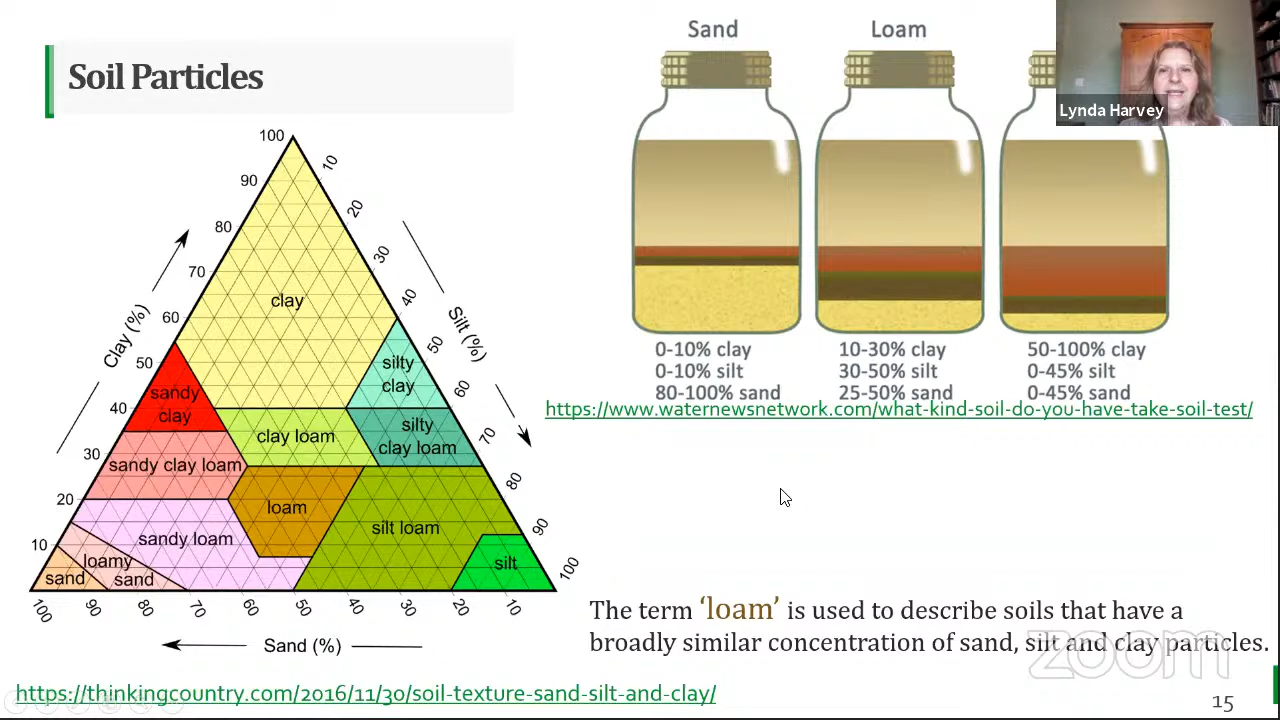 Soil Particles
Sand
Loam
Lynda Harvey
100
90
80
70
60
50
40
30
20
10
10
20
30
40
50
60
70
80
90
100
100
90
80
70
60
50
40
30
20
10
Clay (%)
Silt (%)
Sand (%)
clay
silty
clay
sandy
clay
clay loam
silty
clay loam
sandy clay loam
loam
silt loam
sandy loam
loamy
sand
sand
silt
0-10% clay
0-10% silt
80-100% sand
10-30% clay
30-50% silt
25-50% sand
50-100% clay
0-45% silt
0-45% sand
https://www.waternewsnetwork.com/what-kind-soil-do-you-have-take-soil-test/
The term ‘loam’ is used to describe soils that have a
broadly similar concentration of sand, silt and clay particles.
zoom
https://thinkingcountry.com/2016/11/30/soil-texture-sand-silt-and-clay/
15